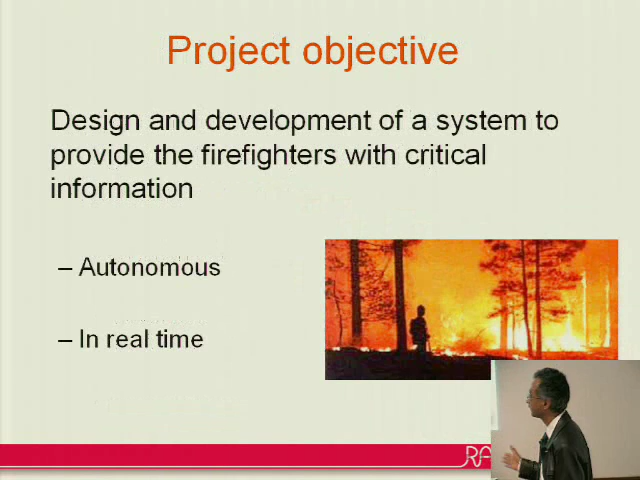 Project objective
Design and development of a system to
provide the firefighters with critical
information
– Autonomous
– In real time